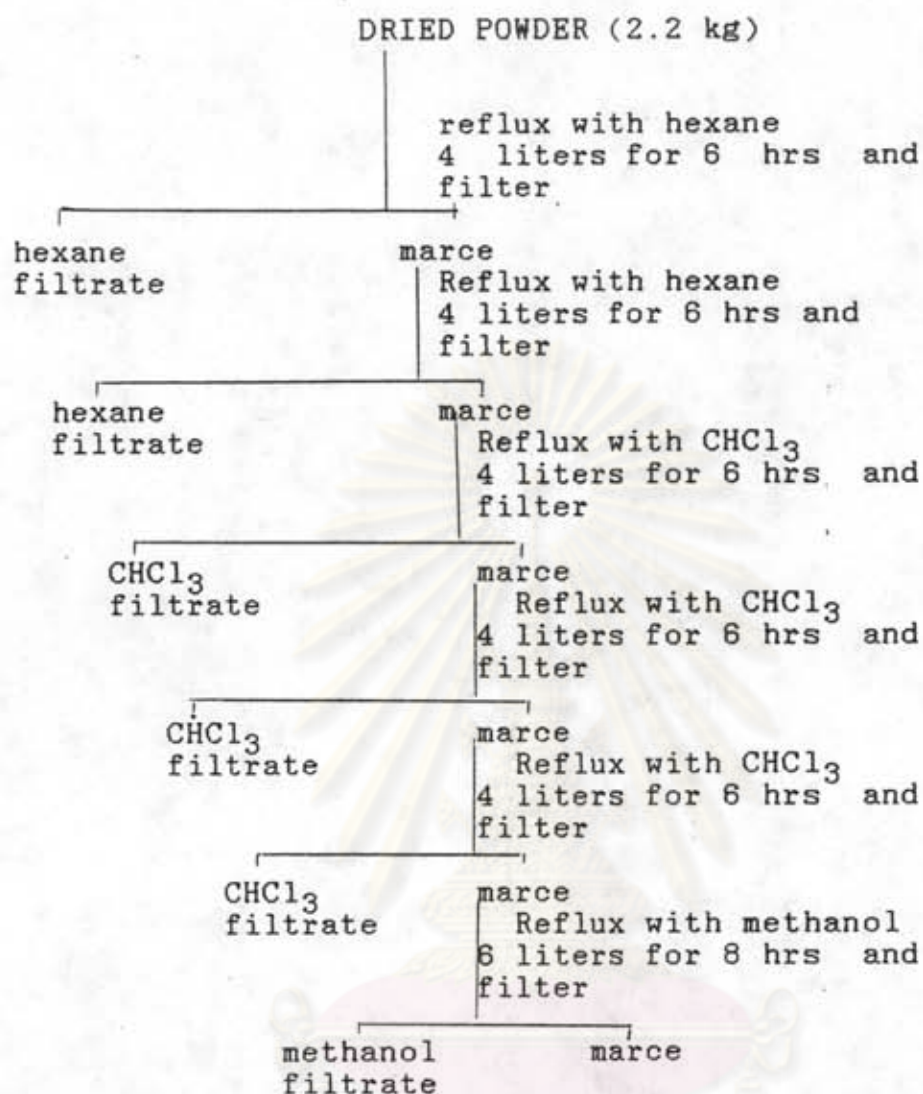 DRIED POWDER (2.2 kg)
reflux with hexane
4 liters for 6 hrs and
filter
hexane
filtrate
marce
Reflux with hexane
4 liters for 6 hrs and
filter
hexane
filtrate
marce
Reflux with CHCl₃
4 liters for 6 hrs and
filter
CHCl₃
filtrate
marce
Reflux with CHCl₃
4 liters for 6 hrs and
filter
CHCl₃
filtrate
marce
Reflux with CHCl₃
4 liters for 6 hrs and
filter
CHCl₃
filtrate
marce
Reflux with methanol
6 liters for 8 hrs and
filter
methanol
filtrate
marce